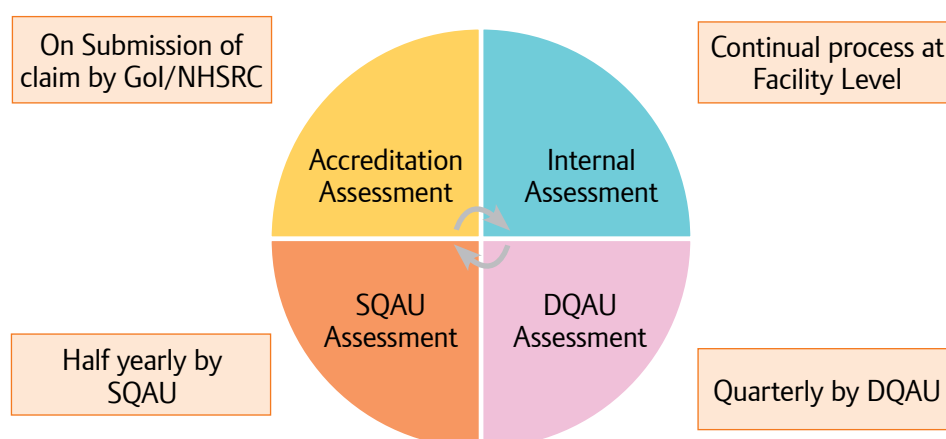 On Submission of
claim by GoI/NHSRC
Continual process at
Facility Level
Accreditation
Assessment
Internal
Assessment
SQAU
Assessment
DQAU
Assessment
Half yearly by
SQAU
Quarterly by DQAU